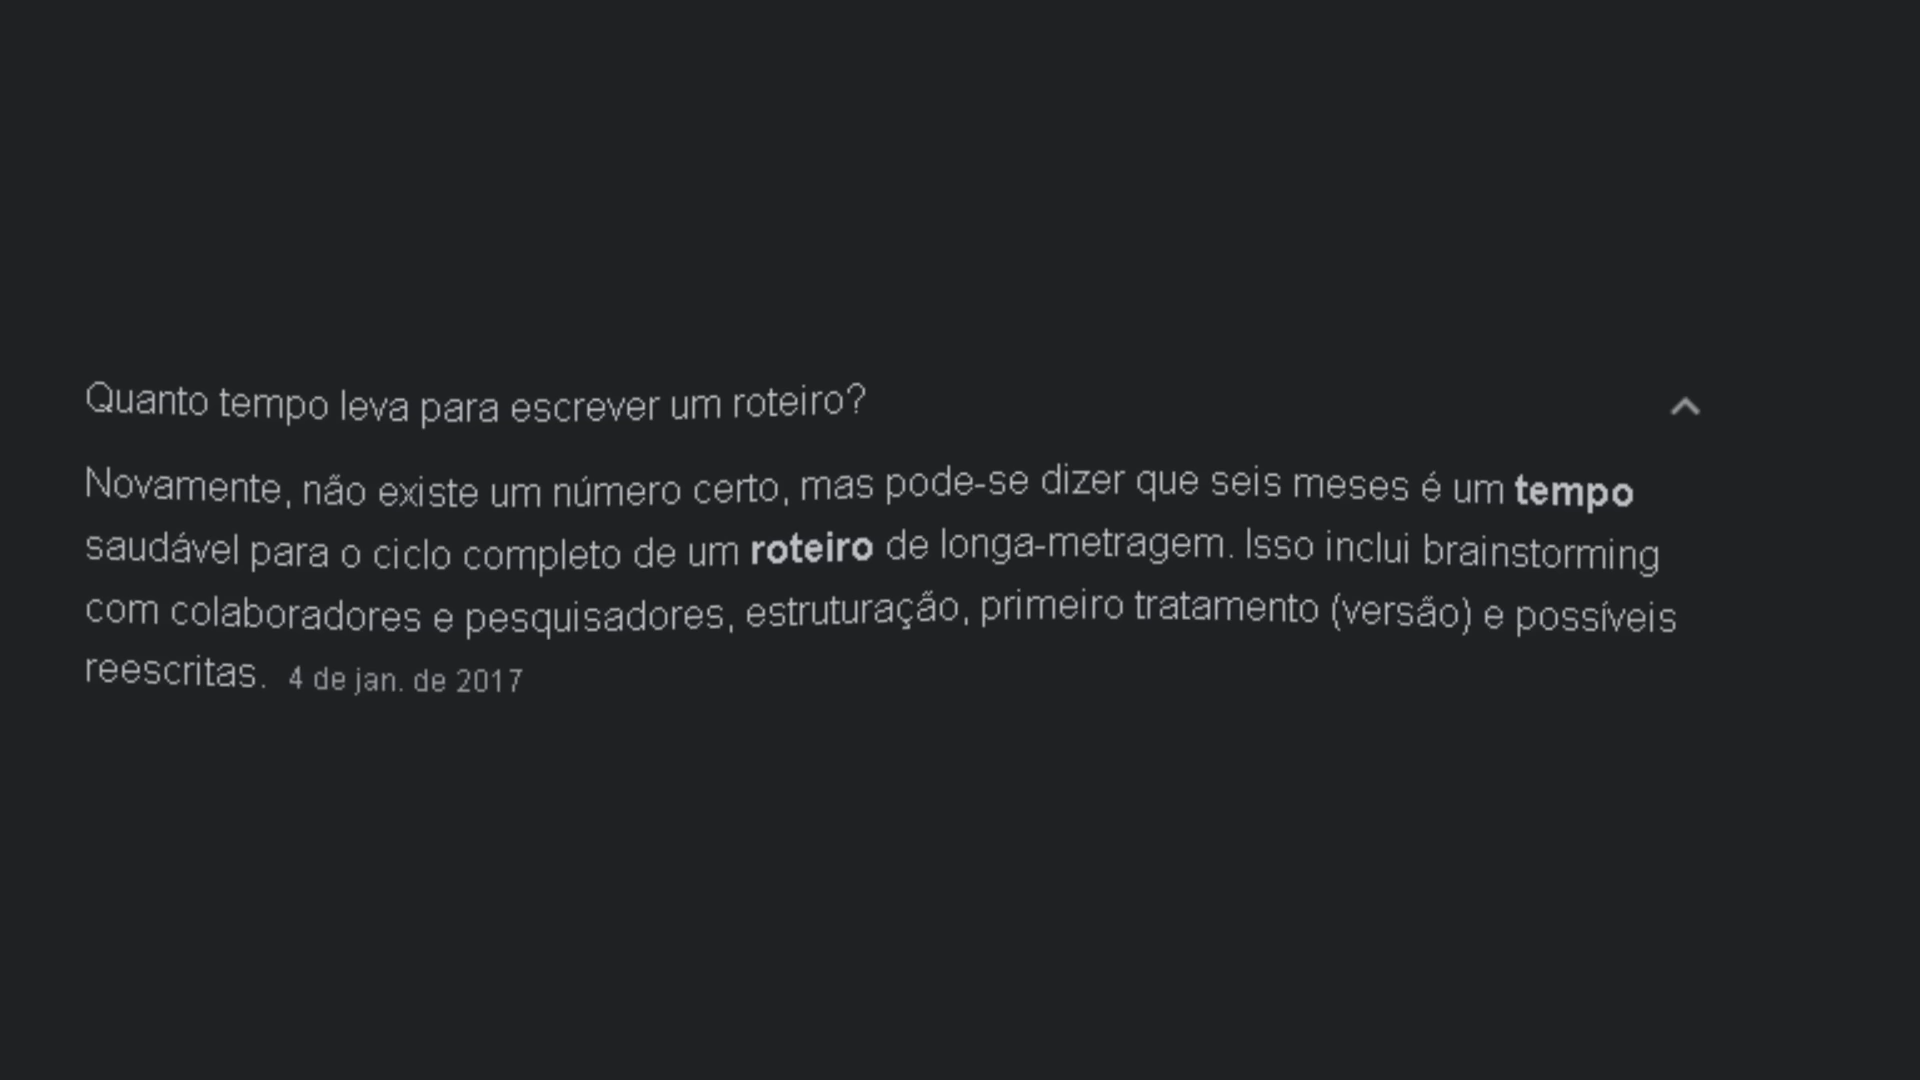 Quanto tempo leva para escrever um roteiro?
Novamente, não existe um número certo, mas pode-se dizer que seis meses é um tempo
saudável para o ciclo completo de um roteiro de longa-metragem. Isso inclui brainstorming
com colaboradores e pesquisadores, estruturação, primeiro tratamento (versão) e possíveis
reescritas. 4 de jan. de 2017